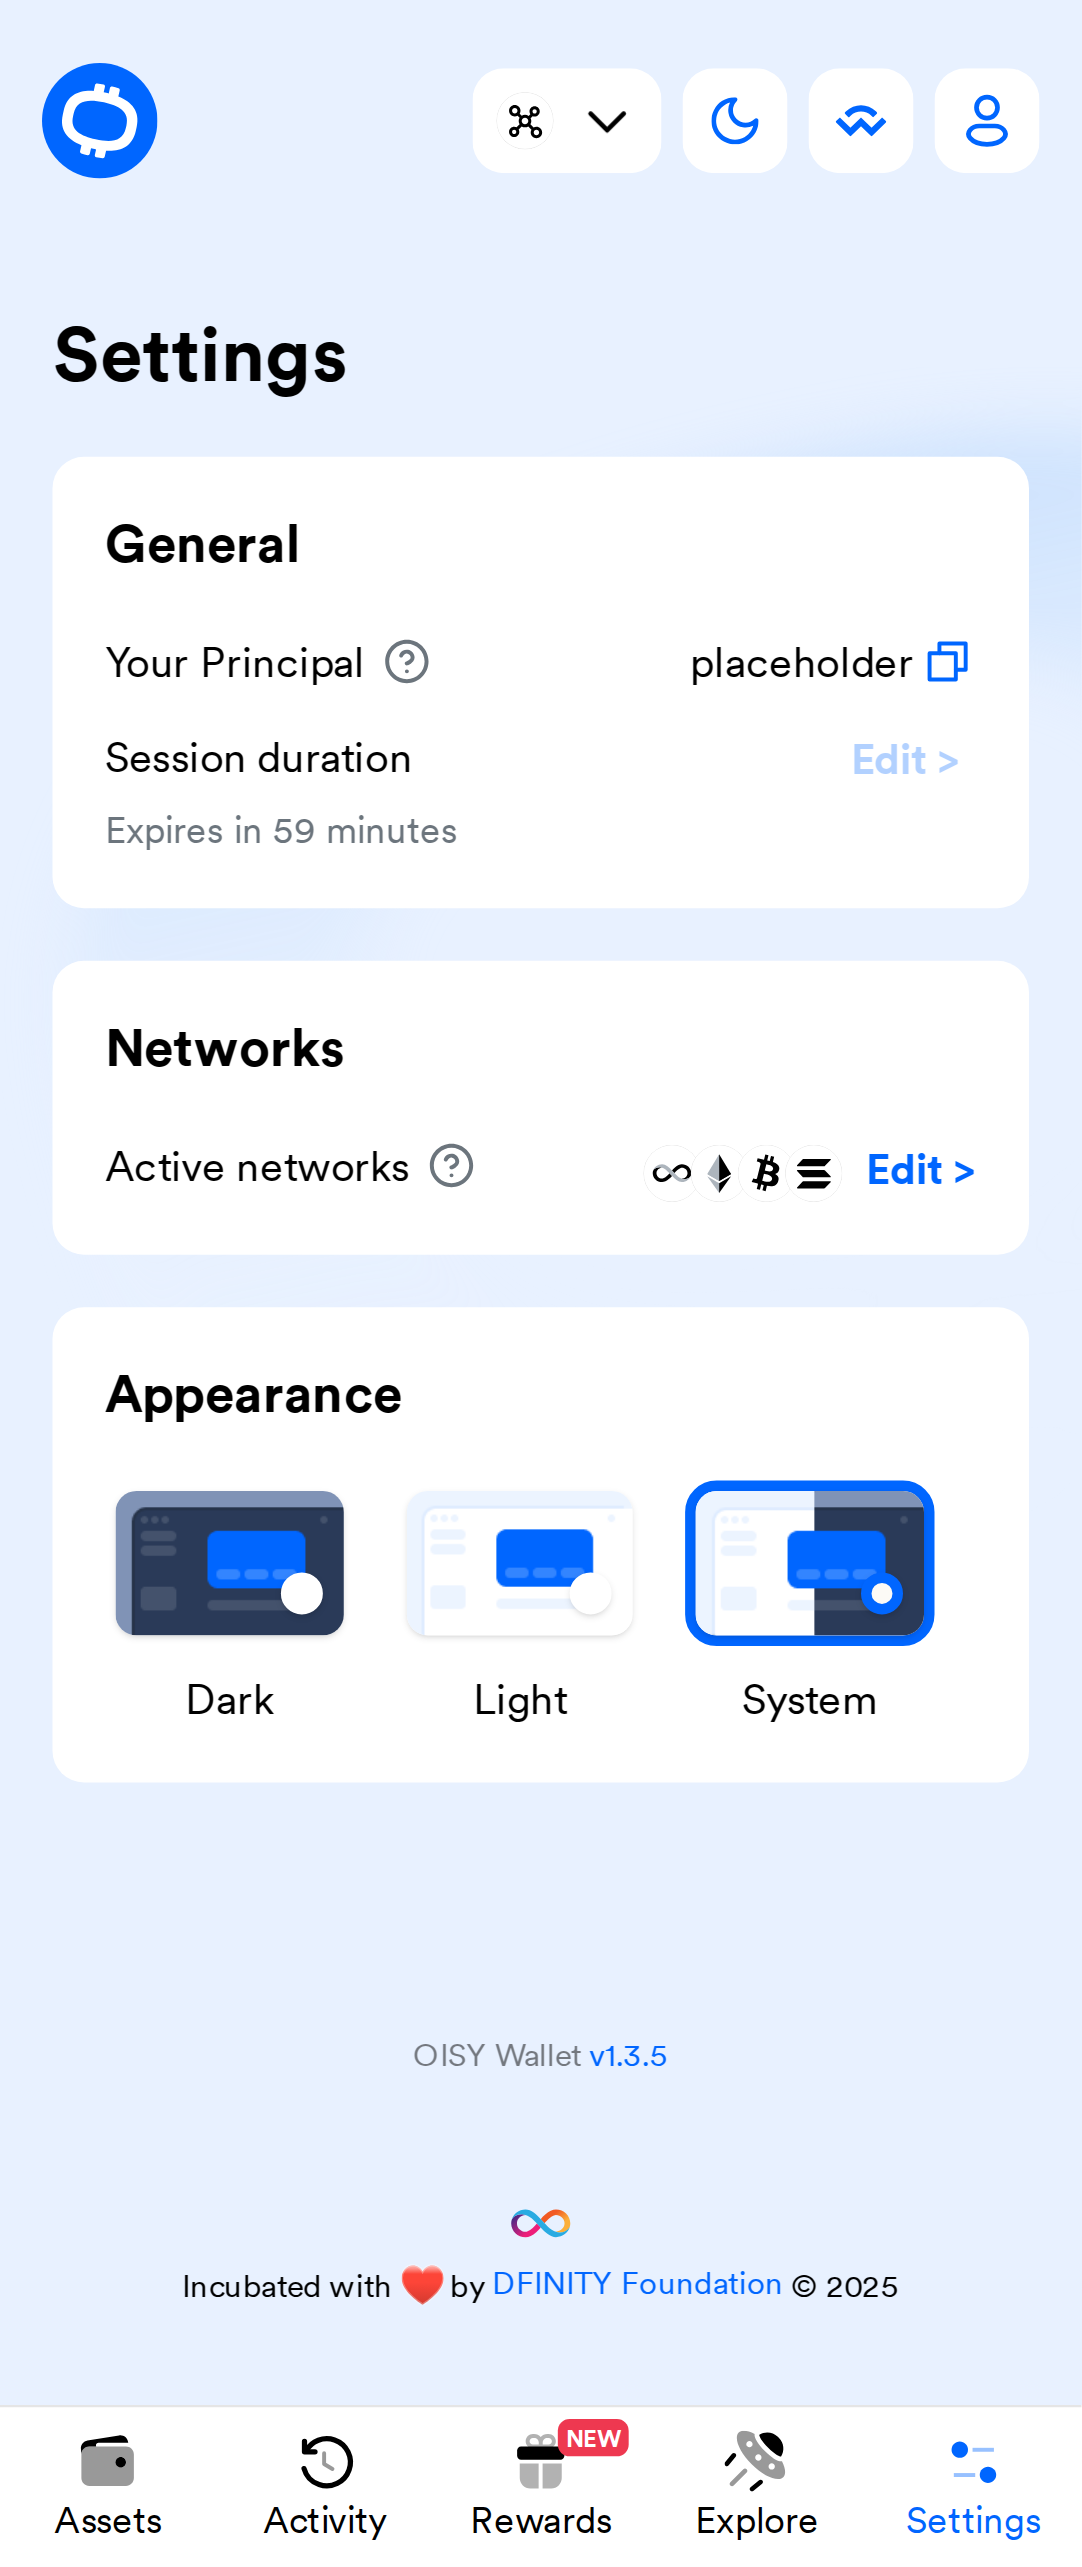 Settings
General
Your Principal placeholder
Session duration Edit >
Expires in 59 minutes
Networks
Active networks Edit >
Appearance
Dark Light System
OISY Wallet v1.3.5
Incubated with ❤️ by DFINITY Foundation © 2025
NEW
Assets Activity Rewards Explore Settings